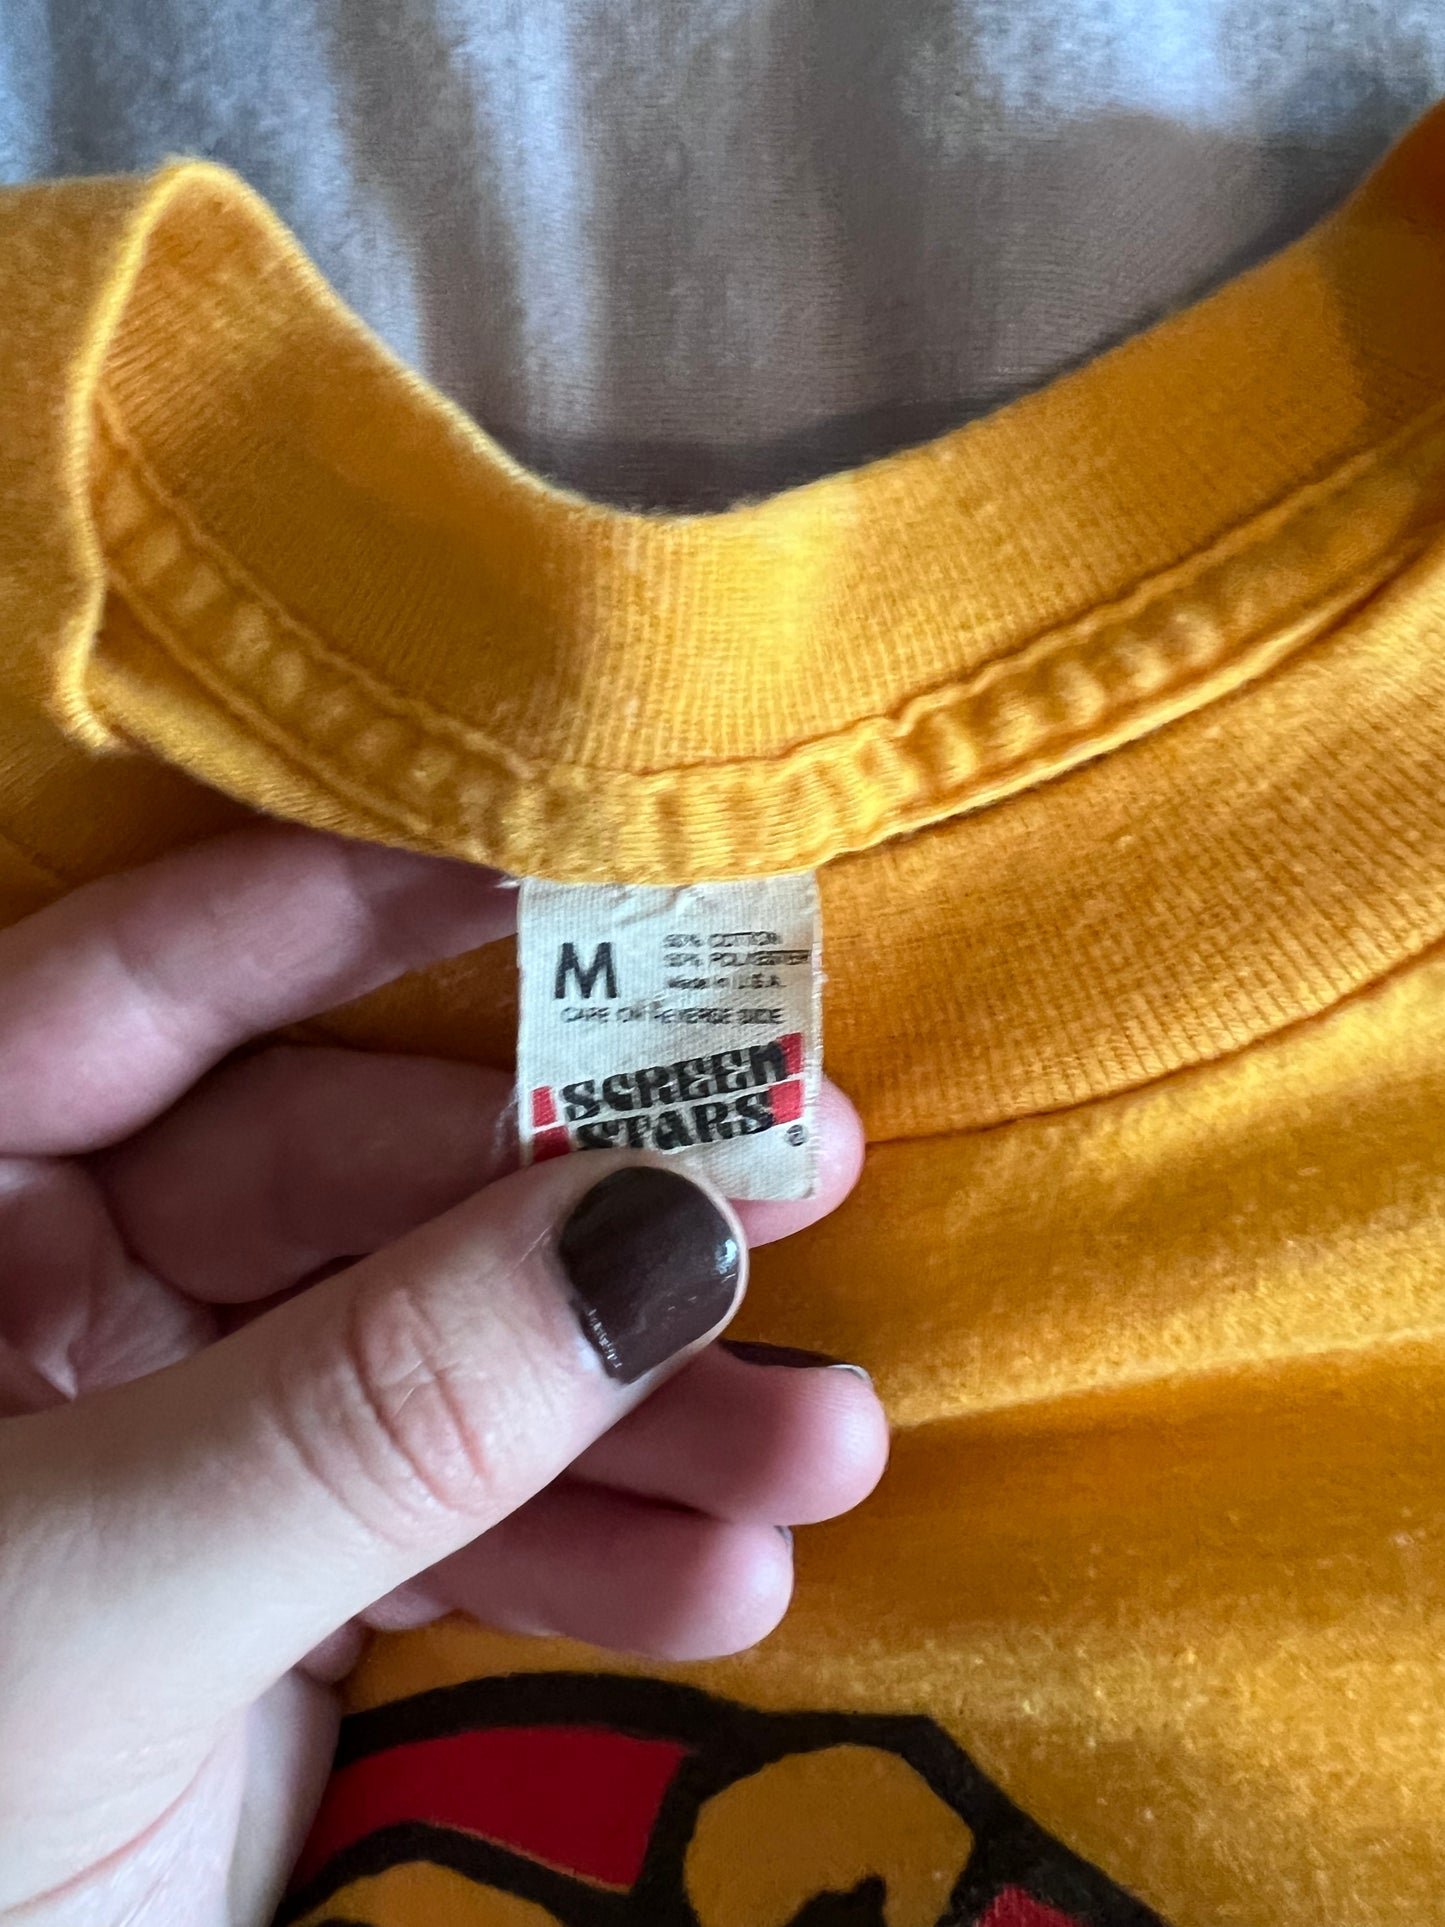 M
50% COTTON
50% POLYESTER
Made in U.S.A.
CARE ON REVERSE SIDE
SCREEN
STARS
®